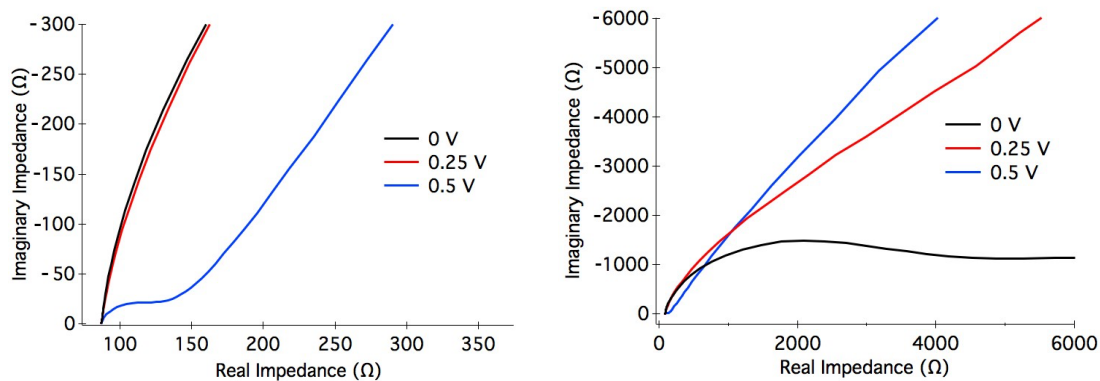 -300
-250
-200
-150
-100
-50
0
Imaginary Impedance (Ω)
0 V
0.25 V
0.5 V
100 150 200 250 300 350
Real Impedance (Ω)
-6000
-5000
-4000
-3000
-2000
-1000
0
Imaginary Impedance (Ω)
0 V
0.25 V
0.5 V
0 2000 4000 6000
Real Impedance (Ω)